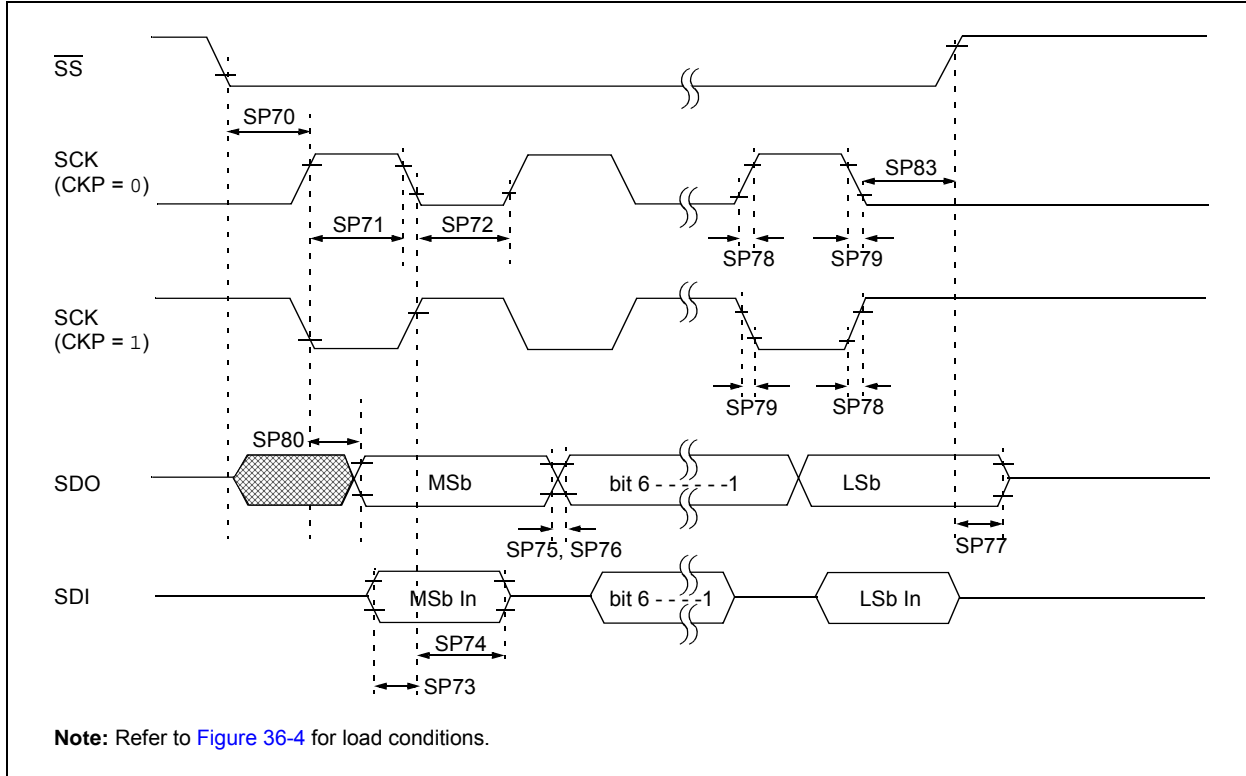 SS
SP70
SCK
(CKP = 0)
SP83
SP71
SP72
SP78
SP79
SCK
(CKP = 1)
SP79
SP78
SP80
SDO
MSb
bit 6 - - - - - -1
LSb
SP75, SP76
SP77
SDI
MSb In
bit 6 - - - -1
LSb In
SP74
SP73
Note: Refer to Figure 36-4 for load conditions.